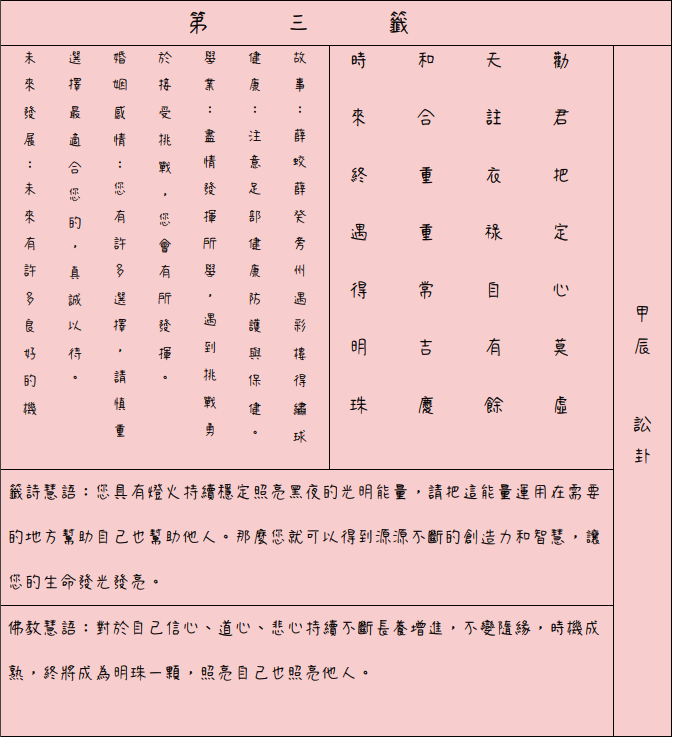 第三籤
甲辰 訟卦
勸君把定心莫虛
天註衣祿自有餘
和合重重常吉慶
時來終遇得明珠
故事：薛蛟薛葵旁州遇彩樓得繡球
健康：注意足部健康防護與保健。
學業：盡情發揮所學，遇到挑戰勇
於接受挑戰，您會有所發揮。
婚姻感情：您有許多選擇，請慎重
選擇最適合您的，真誠以待。
未來發展：未來有許多良好的機
籤詩慧語：您具有燈火持續穩定照亮黑夜的光明能量，請把這能量運用在需要
的地方幫助自己也幫助他人。那麼您就可以得到源源不斷的創造力和智慧，讓
您的生命發光發亮。
佛教慧語：對於自己信心、道心、悲心持續不斷長養增進，不變隨緣，時機成
熟，終將成為明珠一顆，照亮自己也照亮他人。